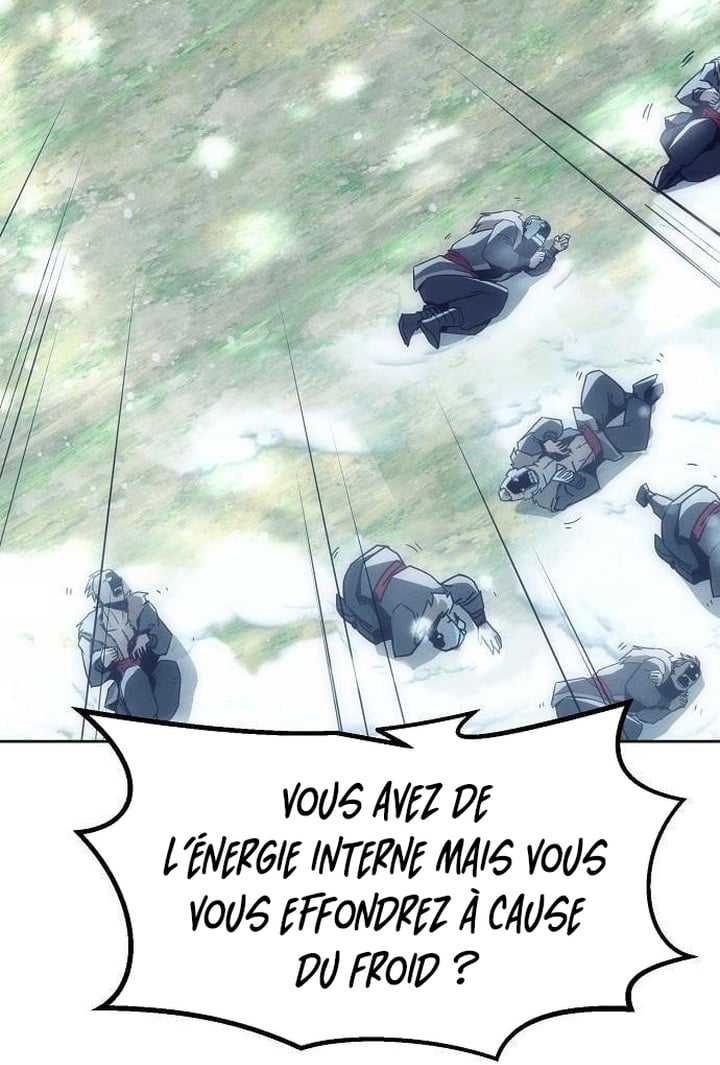 VOUS AVEZ DE
L'ÉNERGIE INTERNE MAIS VOUS
VOUS EFFONDREZ À CAUSE
DU FROID ?